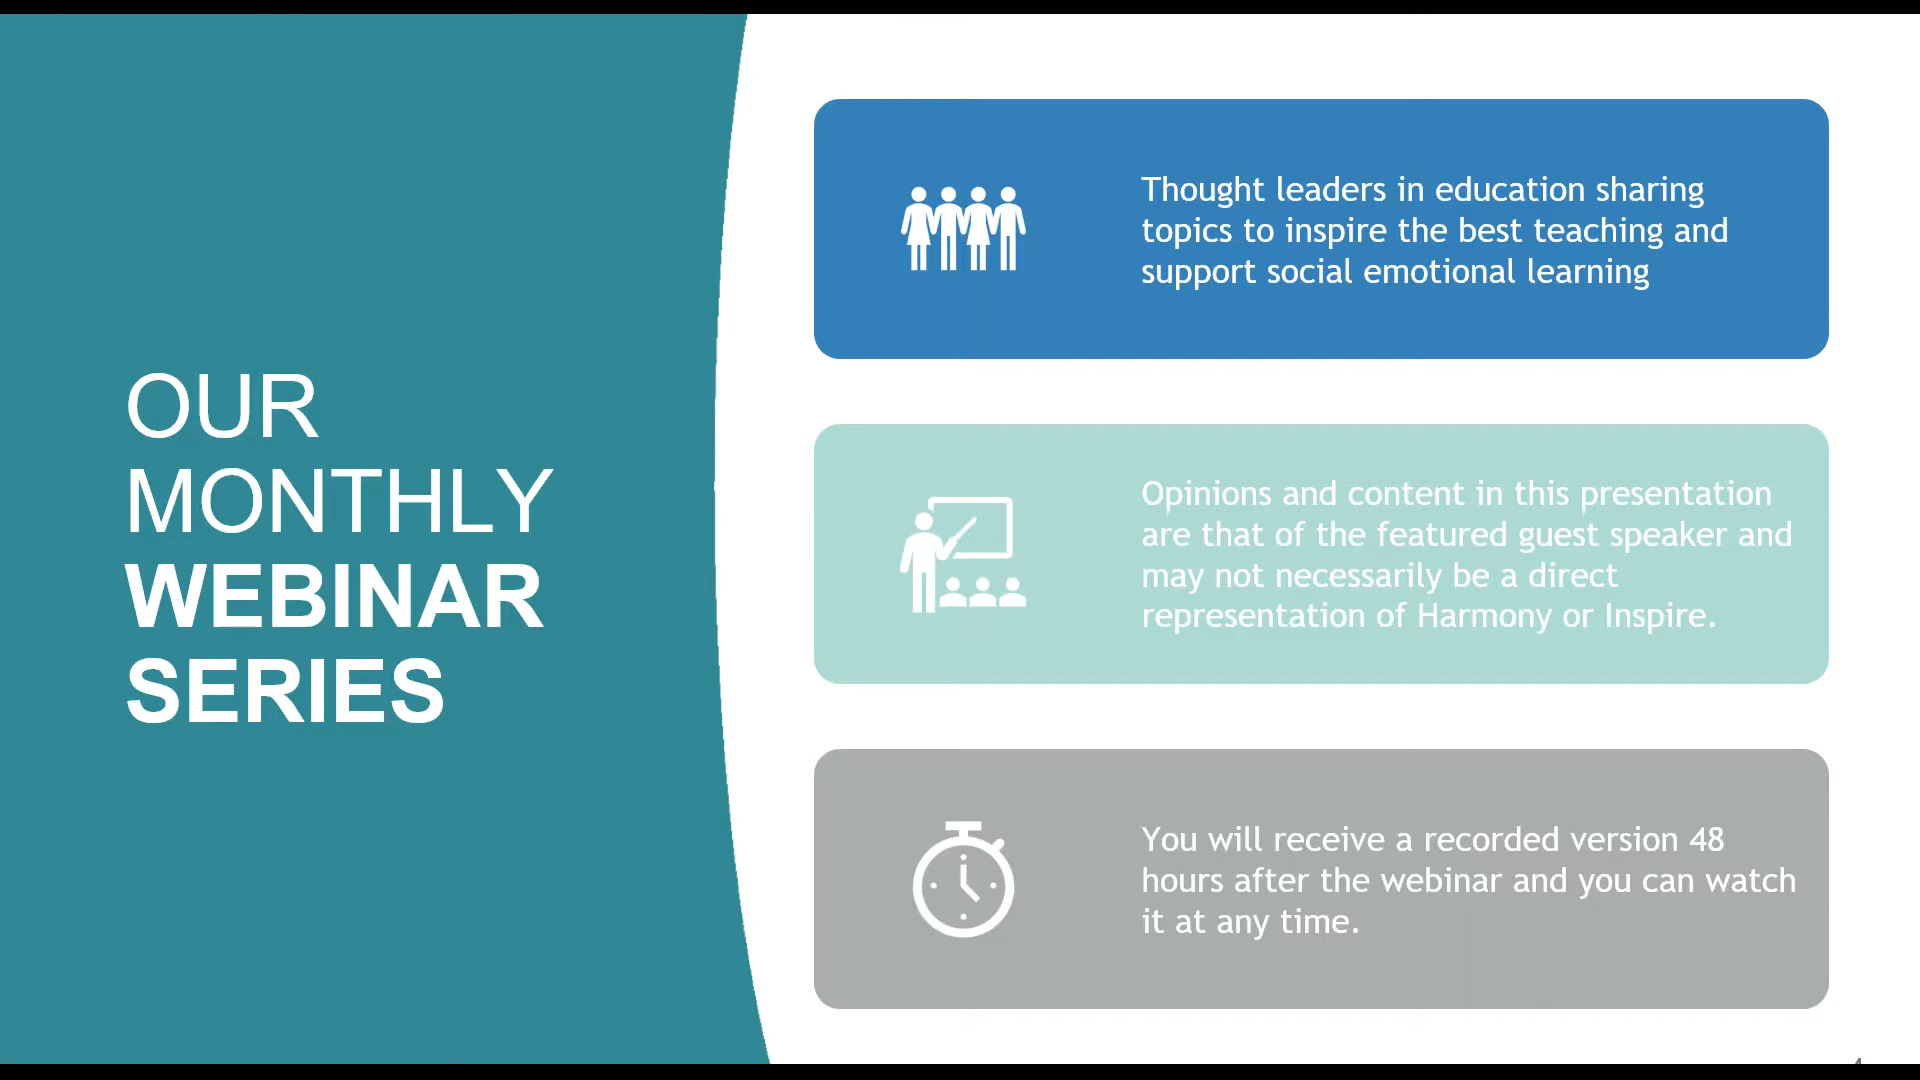 OUR
MONTHLY
WEBINAR
SERIES
Thought leaders in education sharing
topics to inspire the best teaching and
support social emotional learning
Opinions and content in this presentation
are that of the featured guest speaker and
may not necessarily be a direct
representation of Harmony or Inspire.
You will receive a recorded version 48
hours after the webinar and you can watch
it at any time.